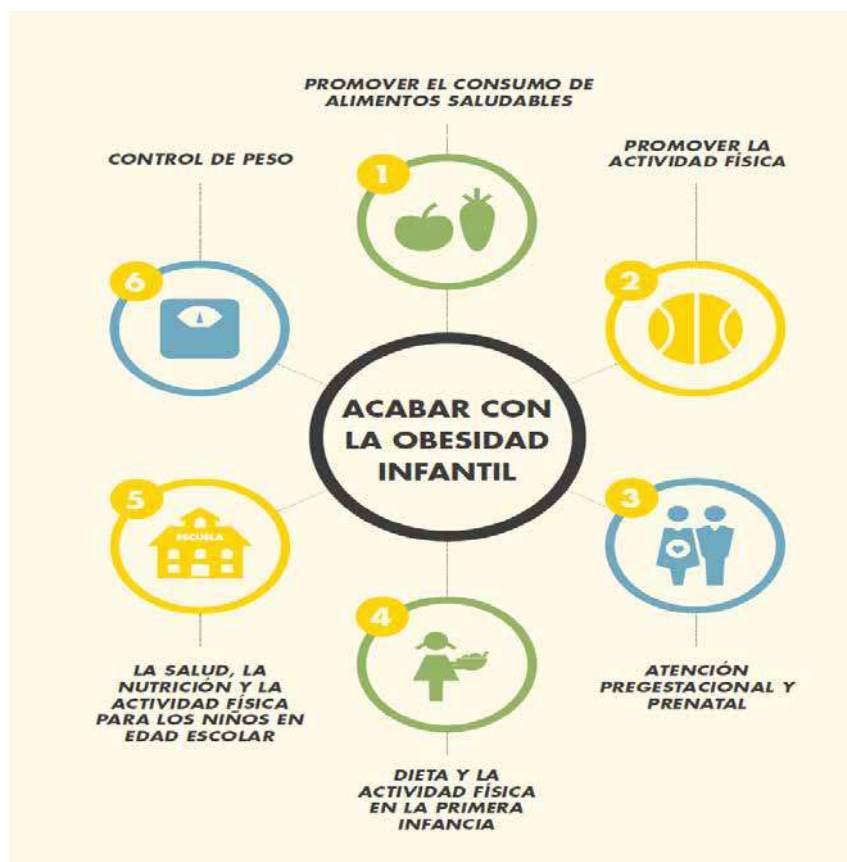 PROMOVER EL CONSUMO DE
ALIMENTOS SALUDABLES
1
PROMOVER LA
ACTIVIDAD FÍSICA
2
CONTROL DE PESO
6
ACABAR CON
LA OBESIDAD
INFANTIL
3
ATENCIÓN
PREGESTACIONAL Y
PRENATAL
5
ESCUELA
LA SALUD, LA
NUTRICIÓN Y LA
ACTIVIDAD FÍSICA
PARA LOS NIÑOS EN
EDAD ESCOLAR
4
DIETA Y LA
ACTIVIDAD FÍSICA
EN LA PRIMERA
INFANCIA